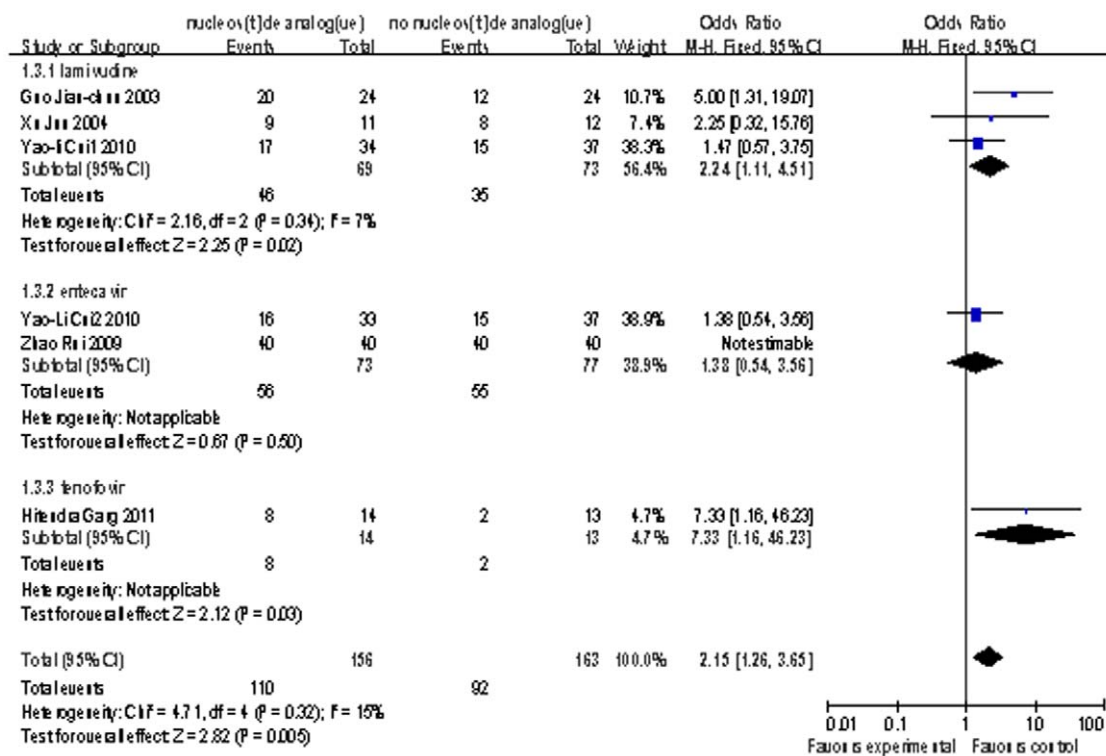 nucleos(t)de analog(ue) no nucleos(t)de analog(ue) Odds Ratio Odds Ratio
Study or Subgroup Events Total Events Total Weight M-H. Fixed. 95% CI M-H. Fixed. 95% CI
1.3.1 lamivudine
Guo Jian-chun 2003 20 24 12 24 10.7% 5.00 [1.31, 19.07]
Xu Jun 2004 9 11 8 12 7.4% 2.25 [0.32, 15.76]
Yao-li Cui1 2010 17 34 15 37 38.3% 1.47 [0.57, 3.75]
Subtotal (95% CI) 69 73 56.4% 2.24 [1.11, 4.51]
Total events 46 35
Heterogeneity: Chi² = 2.16, df = 2 (P = 0.34); I² = 7%
Test for overall effect: Z = 2.25 (P = 0.02)
1.3.2 entecavir
Yao-Li Cui2 2010 16 33 15 37 38.9% 1.38 [0.54, 3.56]
Zhao Rui 2009 40 40 40 40 Not estimable
Subtotal (95% CI) 73 77 38.9% 1.38 [0.54, 3.56]
Total events 56 55
Heterogeneity: Not applicable
Test for overall effect: Z = 0.67 (P = 0.50)
1.3.3 tenofovir
Hitendra Garg 2011 8 14 2 13 4.7% 7.33 [1.16, 46.23]
Subtotal (95% CI) 14 13 4.7% 7.33 [1.16, 46.23]
Total events 8 2
Heterogeneity: Not applicable
Test for overall effect: Z = 2.12 (P = 0.03)
Total (95% CI) 156 163 100.0% 2.15 [1.26, 3.65]
Total events 110 92
Heterogeneity: Chi² = 4.71, df = 4 (P = 0.32); I² = 15%
Test for overall effect: Z = 2.82 (P = 0.005)
0.01 0.1 1 10 100
Favours experimental Favours control